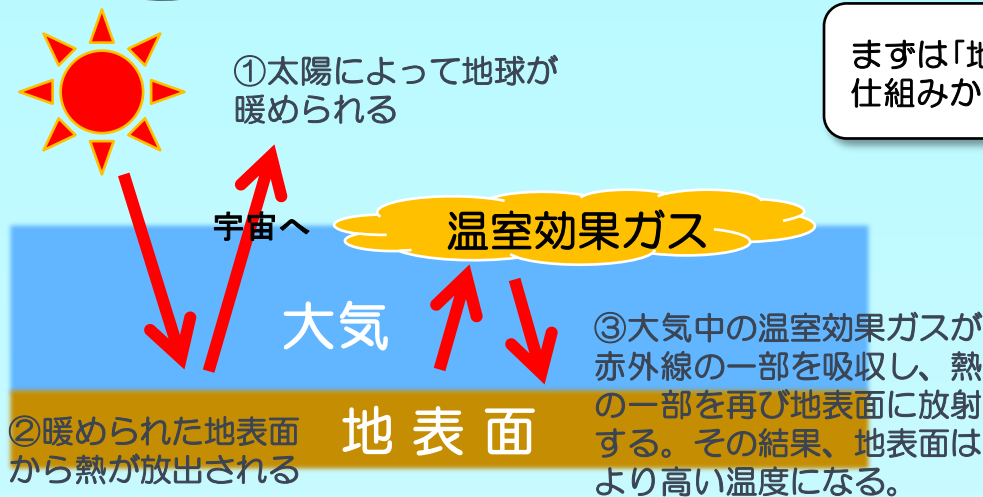 ①太陽によって地球が
暖められる
まずは「地
仕組みか
宇宙へ
温室効果ガス
大気
地表面
②暖められた地表面
から熱が放出される
③大気中の温室効果ガスが
赤外線の一部を吸収し、熱
の一部を再び地表面に放射
する。その結果、地表面は
より高い温度になる。